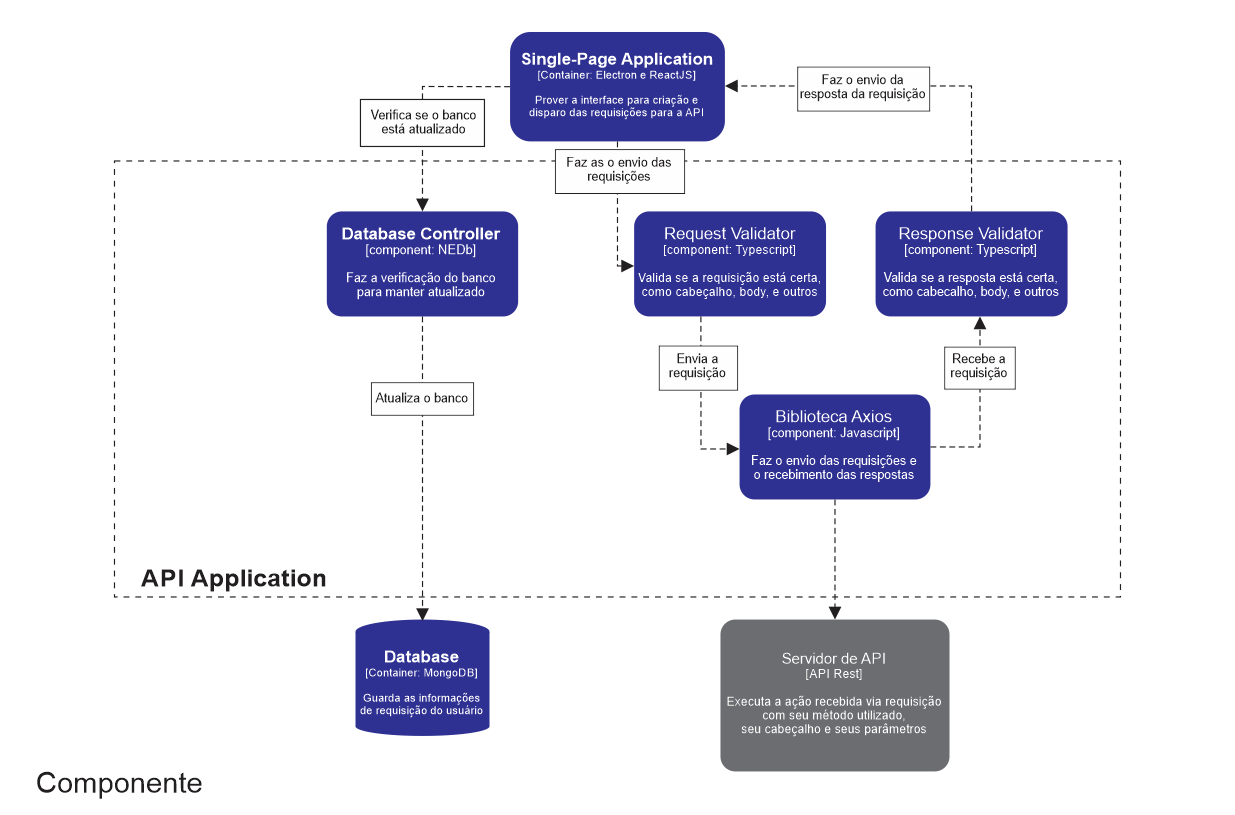 Single-Page Application
[Container: Electron e ReactJS]
Prover a interface para criação e
disparo das requisições para a API
Faz o envio da
resposta da requisição
Verifica se o banco
está atualizado
Faz as o envio das
requisições
Database Controller
[component: NEDb]
Faz a verificação do banco
para manter atualizado
Request Validator
[component: Typescript]
Valida se a requisição está certa,
como cabeçalho, body, e outros
Response Validator
[component: Typescript]
Valida se a resposta está certa,
como cabecalho, body, e outros
Envia a
requisição
Recebe a
requisição
Atualiza o banco
Biblioteca Axios
[component: Javascript]
Faz o envio das requisições e
o recebimento das respostas
API Application
Database
[Container: MongoDB]
Guarda as informações
de requisição do usuário
Servidor de API
[API Rest]
Executa a ação recebida via requisição
com seu método utilizado,
seu cabeçalho e seus parâmetros
Componente